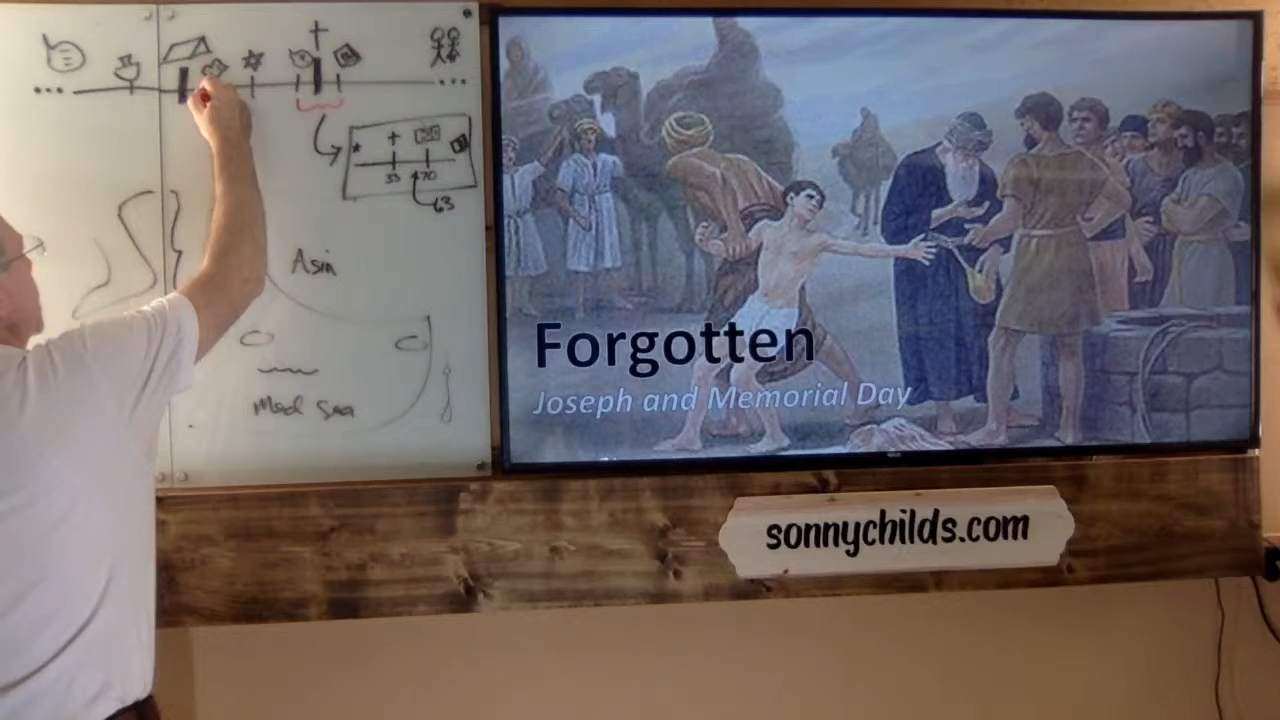 33 +70
63
Asia
Med Sea
Forgotten
Joseph and Memorial Day
sonnychilds.com